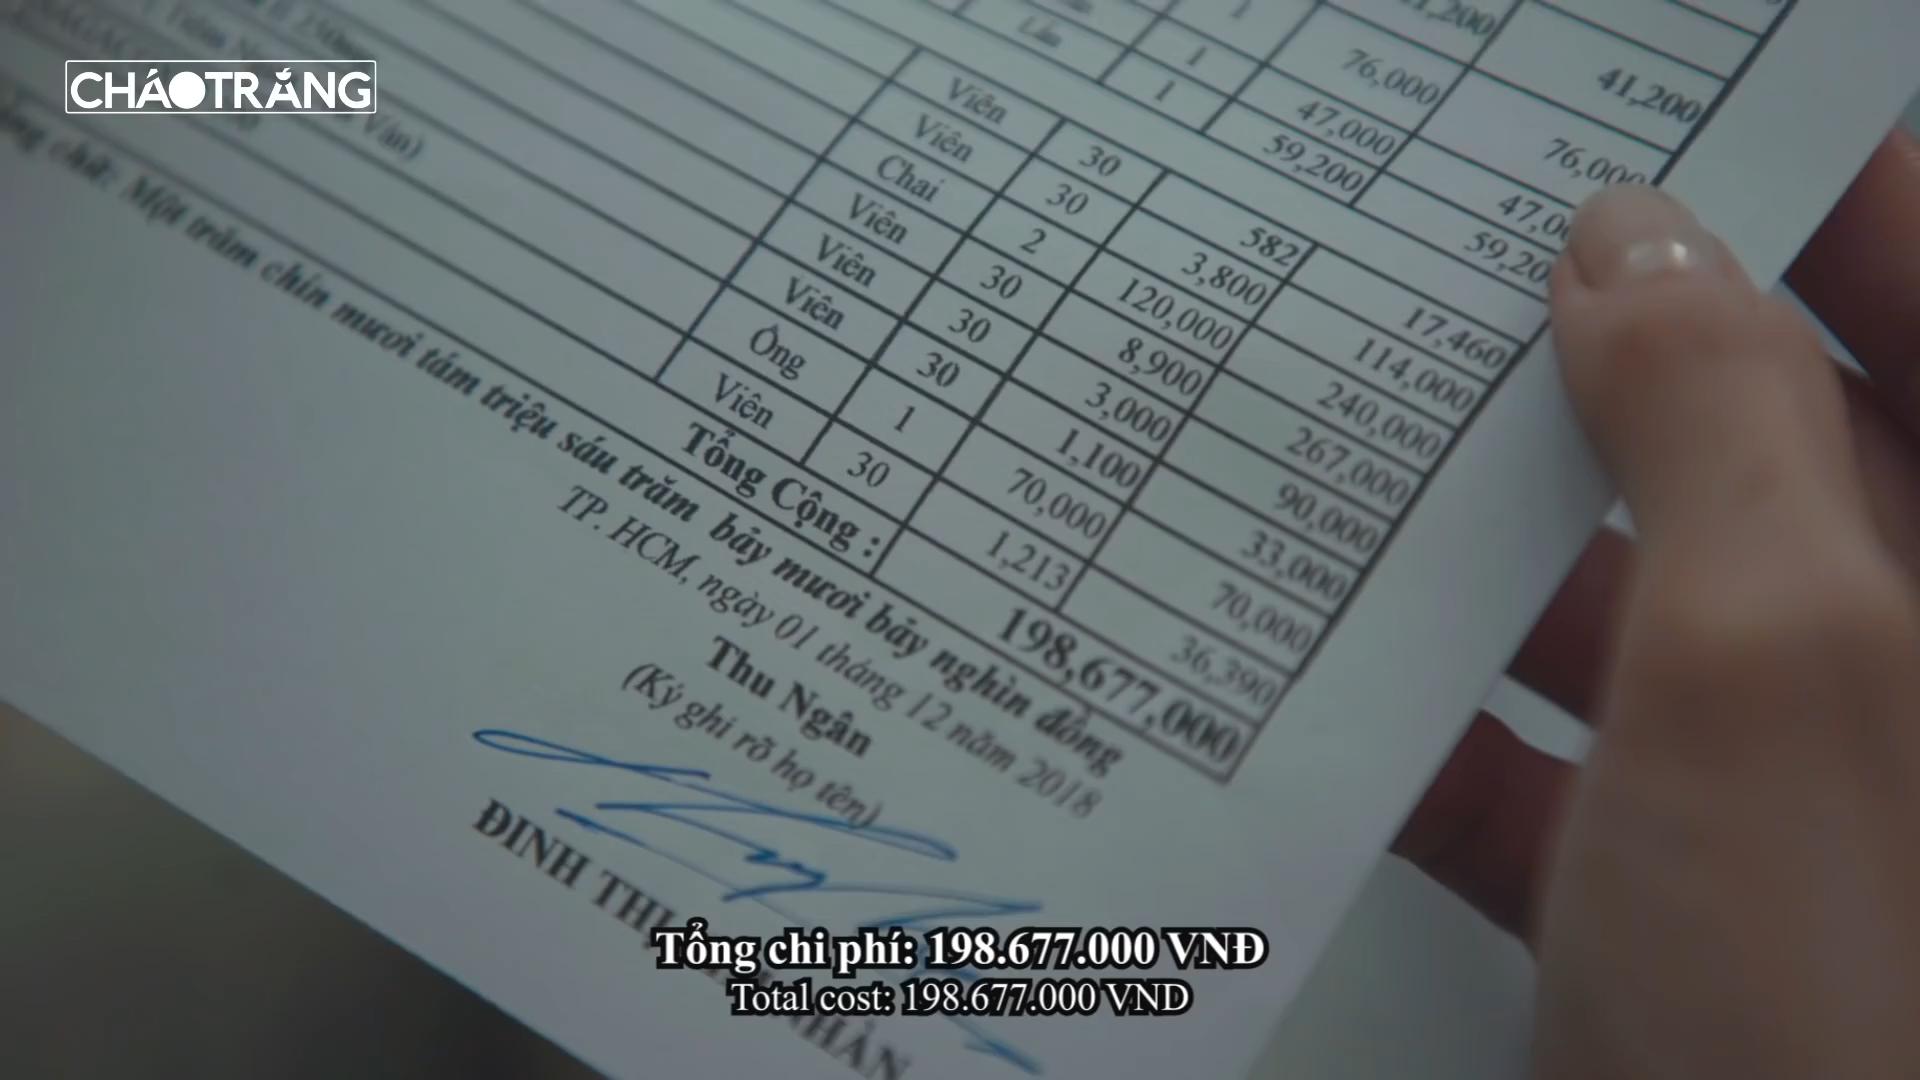 CHÁOTRẮNG
1 41,200
Lần 1 76,000 41,200
1 47,000 76,000
59,200
Viên 30 582 17,460
Viên 30 3,800 114,000
Chai 2 120,000 240,000
Viên 30 8,900 267,000
Viên 30 3,000 90,000
Viên 30 1,100 33,000
Ống 1 70,000 70,000
Viên 30 1,213 36,390
Tổng Cộng : 198,677,000
chữ: Một trăm chín mươi tám triệu sáu trăm bảy mươi bảy nghìn đồng
TP. HCM, ngày 01 tháng 12 năm 2018
Thu Ngân
(Ký ghi rõ họ tên)
ĐINH THỊ
Tổng chi phí: 198.677.000 VNĐ
Total cost: 198.677.000 VND